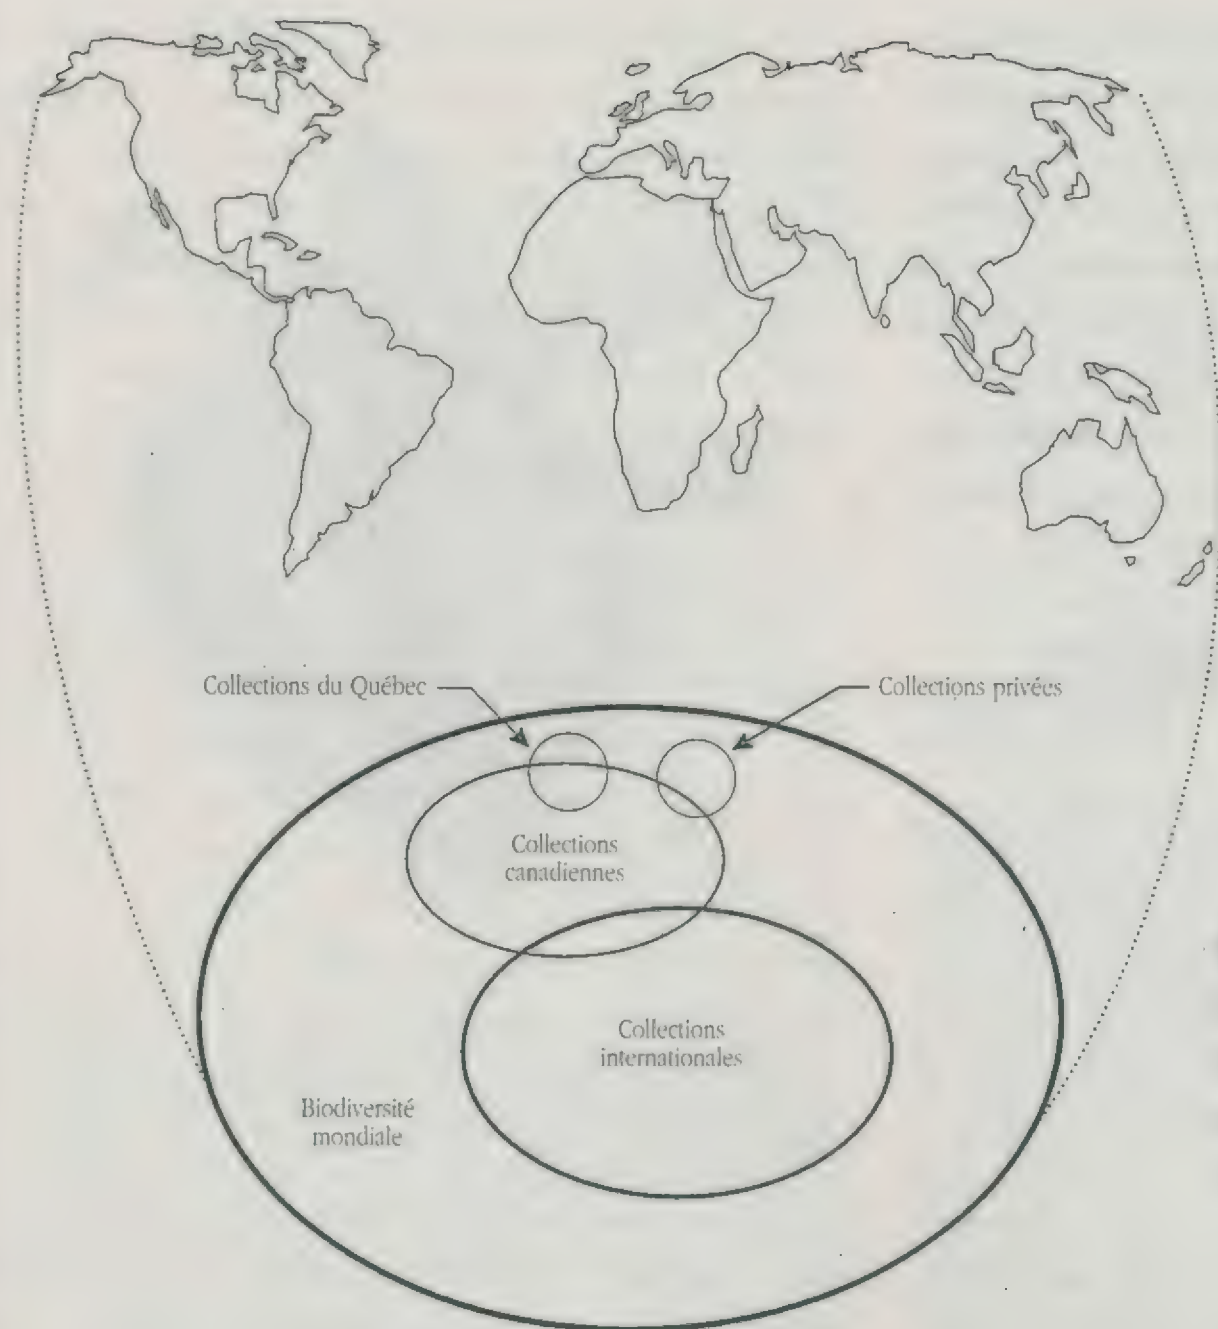 Collections du Québec
Collections privées
Collections
canadiennes
Collections
internationales
Biodiversité
mondiale